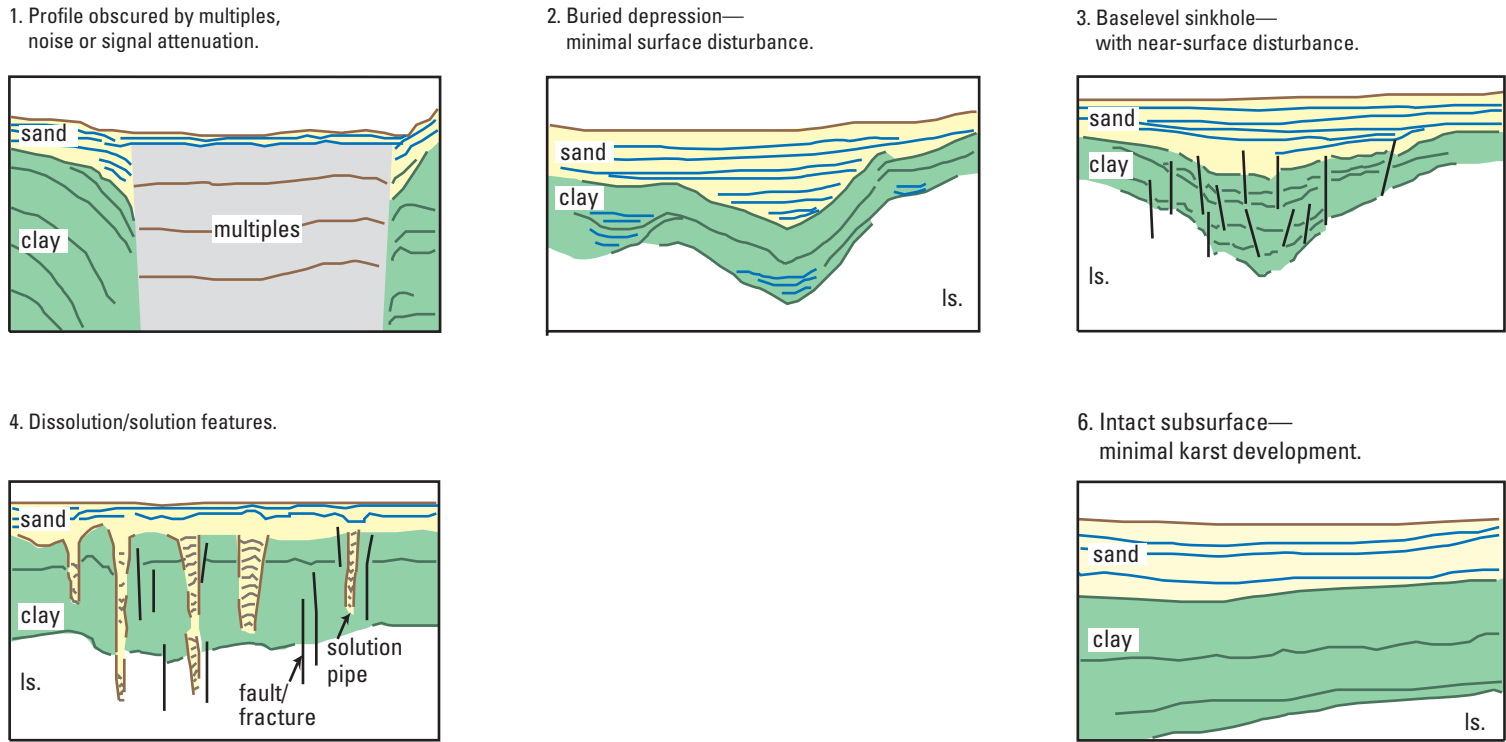 1. Profile obscured by multiples,
noise or signal attenuation.
sand
clay
multiples
2. Buried depression—
minimal surface disturbance.
sand
clay
ls.
3. Baselevel sinkhole—
with near-surface disturbance.
sand
clay
ls.
4. Dissolution/solution features.
sand
clay
ls.
solution
pipe
fault/
fracture
6. Intact subsurface—
minimal karst development.
sand
clay
ls.